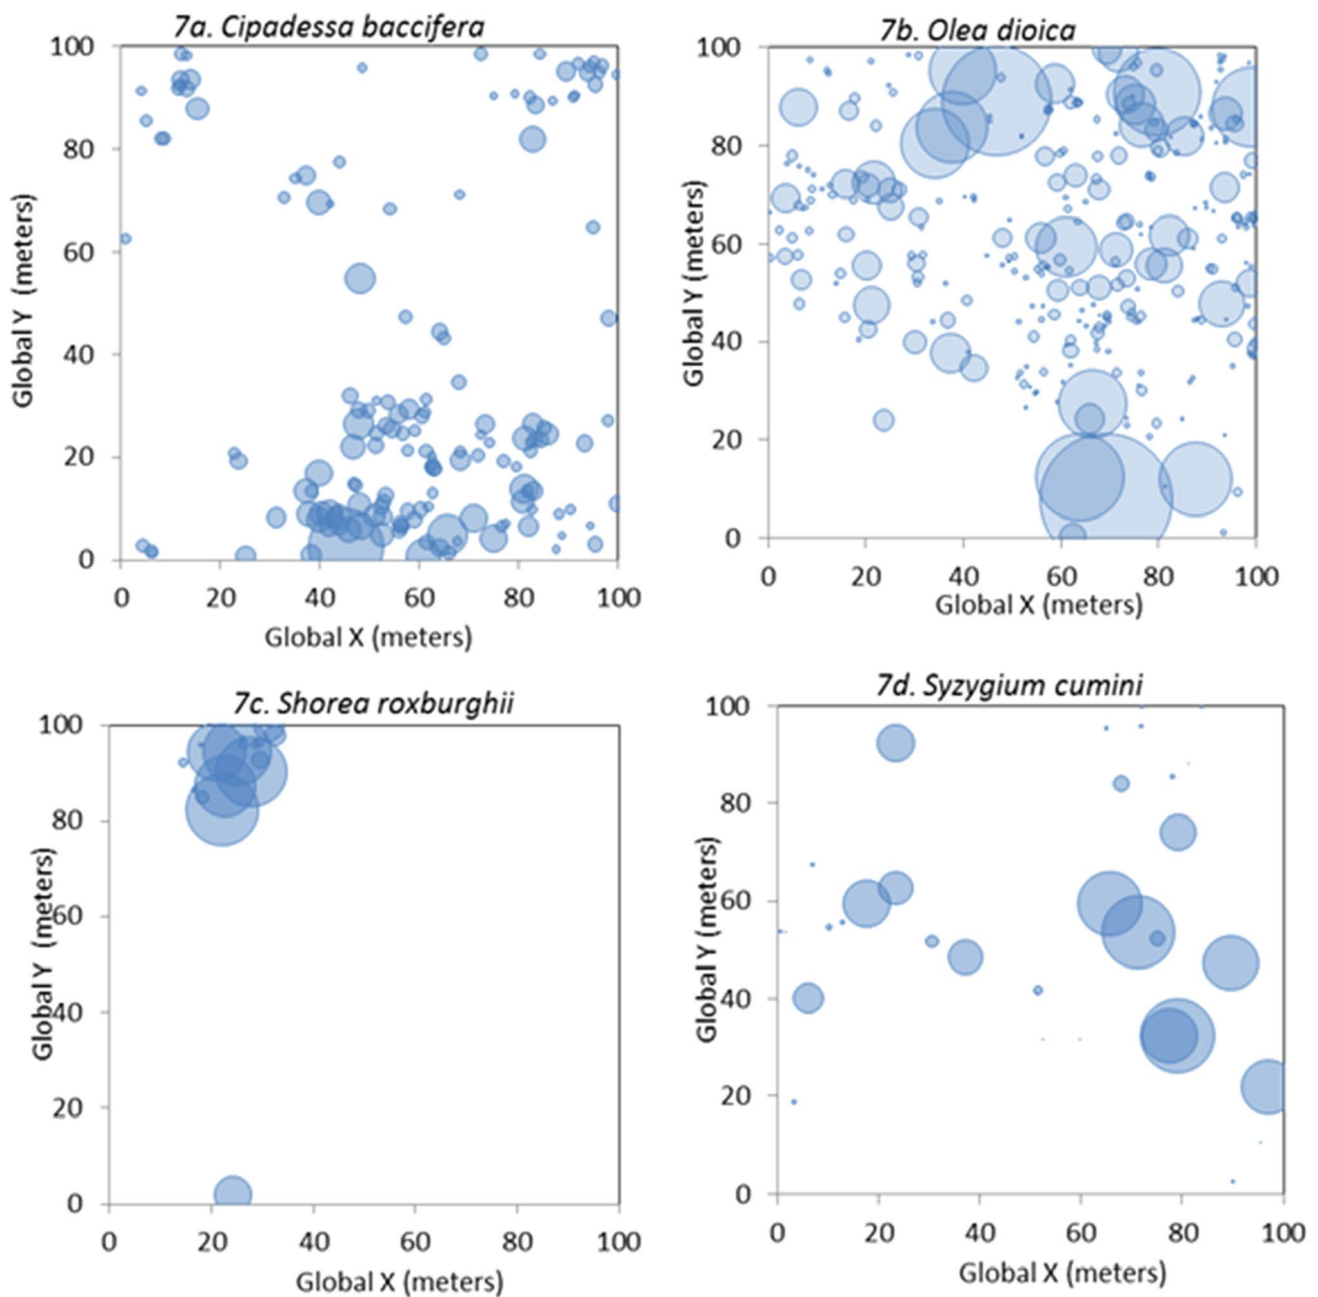 7a. Cipadessa baccifera
100
80
60
40
20
0
Global Y (meters)
0 20 40 60 80 100
Global X (meters)
7b. Olea dioica
100
80
60
40
20
0
Global Y (meters)
0 20 40 60 80 100
Global X (meters)
7c. Shorea roxburghii
100
80
60
40
20
0
Global Y (meters)
0 20 40 60 80 100
Global X (meters)
7d. Syzygium cumini
100
80
60
40
20
0
Global Y (meters)
0 20 40 60 80 100
Global X (meters)